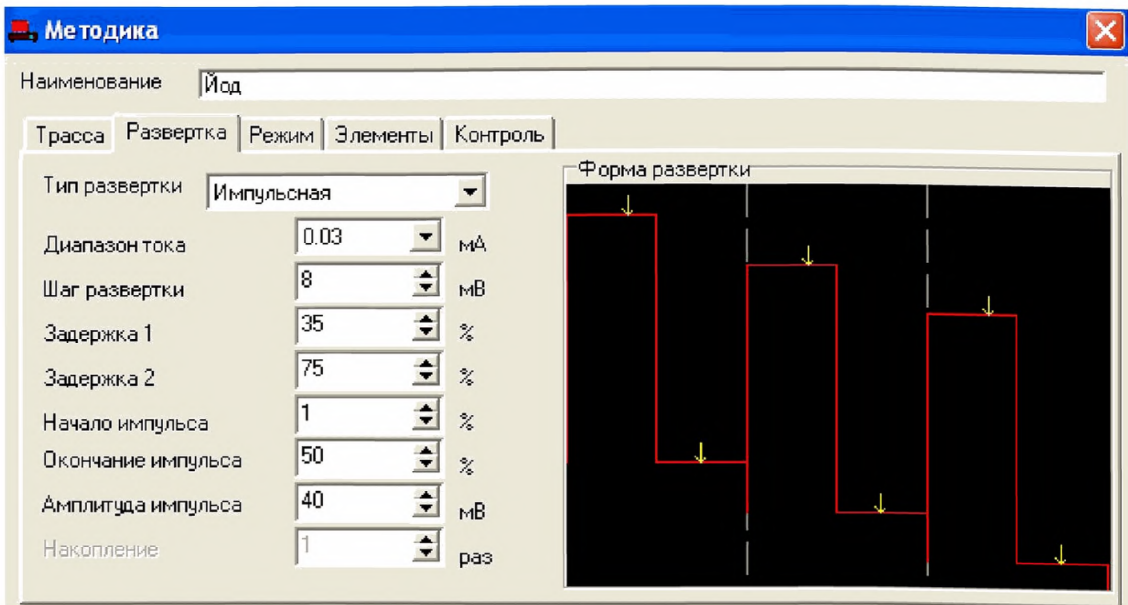 Методика
Наименование Йод
Трасса Развертка Режим Элементы Контроль
Тип развертки Импульсная
Форма развертки
Диапазон тока 0.03 мА
Шаг развертки 8 мВ
Задержка 1 35 %
Задержка 2 75 %
Начало импульса 1 %
Окончание импульса 50 %
Амплитуда импульса 40 мВ
Накопление 1 раз